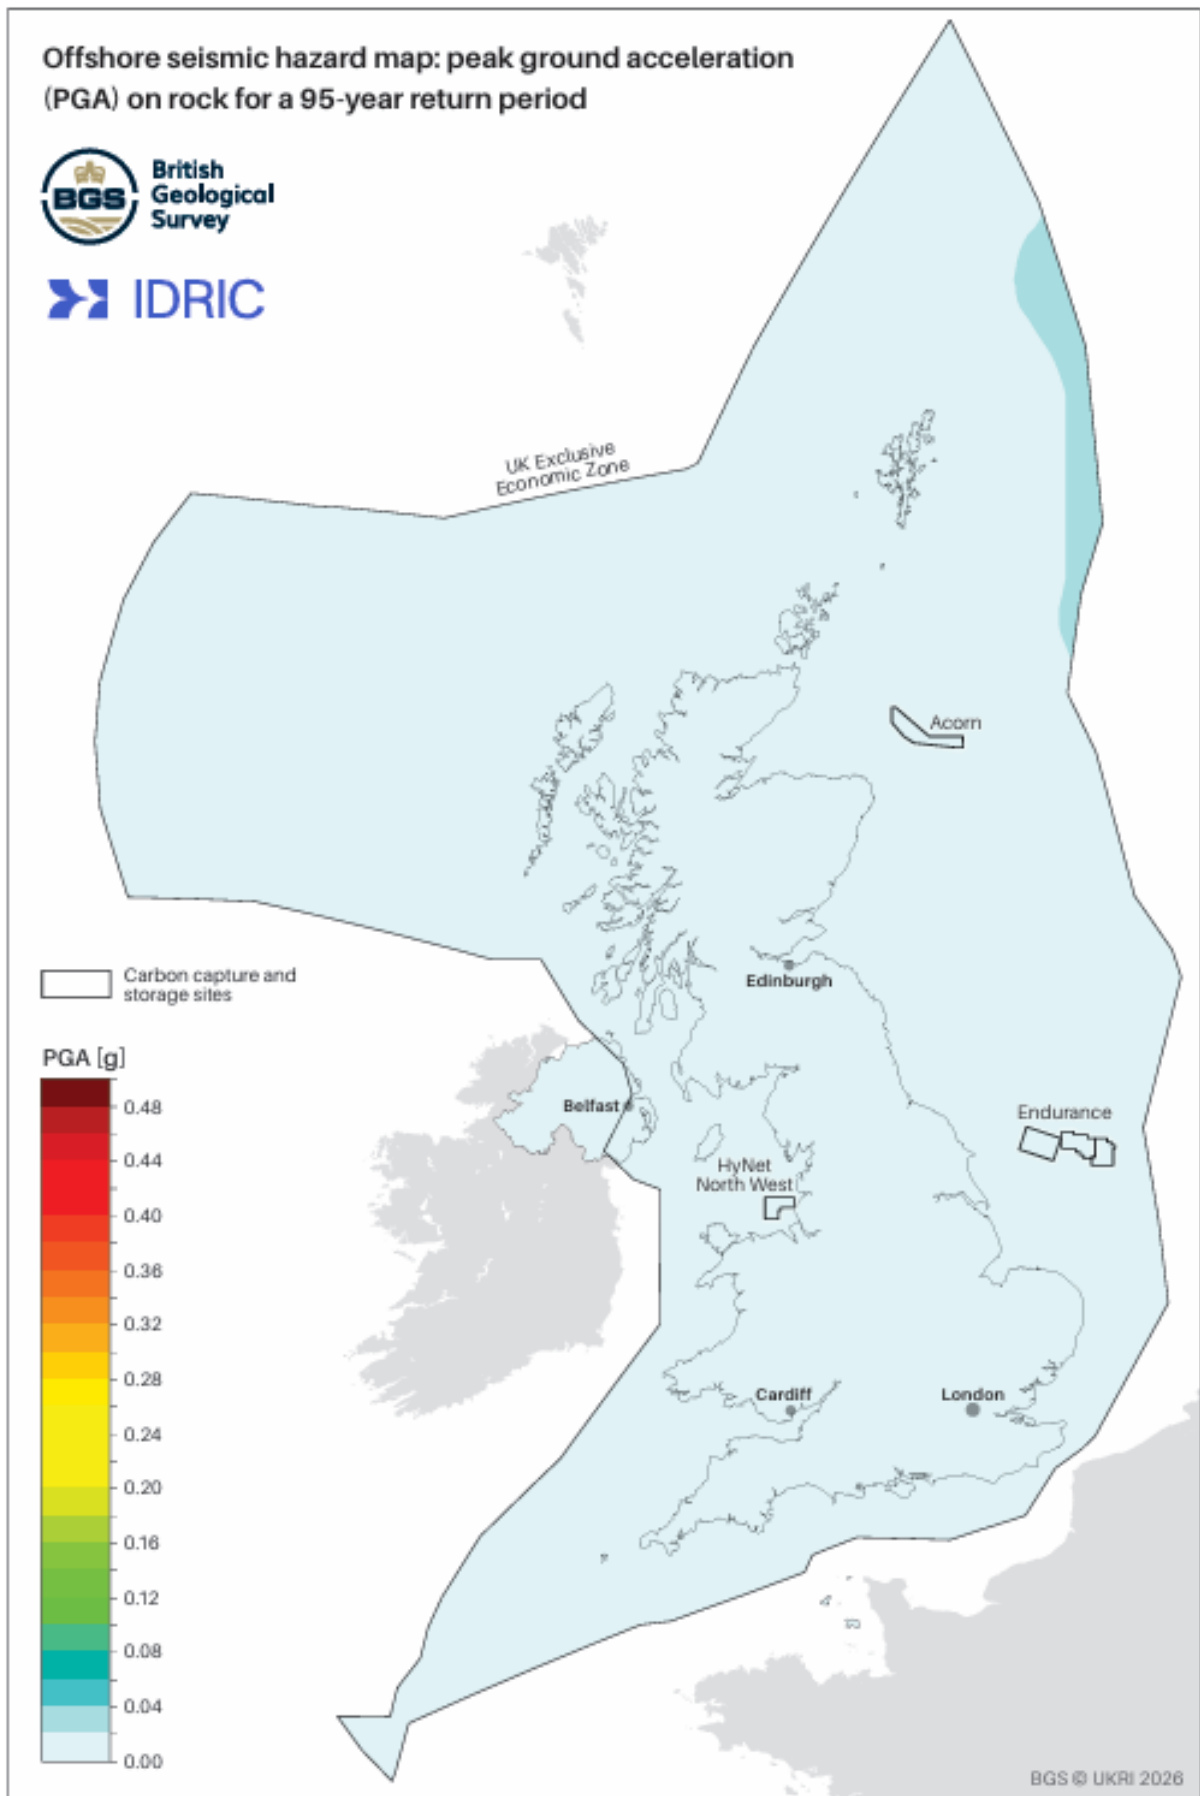 Offshore seismic hazard map: peak ground acceleration
(PGA) on rock for a 95-year return period
BGS
British
Geological
Survey
IDRIC
UK Exclusive
Economic Zone
Acorn
Carbon capture and
storage sites
Edinburgh
PGA [g]
Belfast
Endurance
HyNet
North West
0.48
0.44
0.40
0.36
0.32
0.28
0.24
0.20
0.16
0.12
0.08
0.04
0.00
Cardiff
London
BGS © UKRI 2026